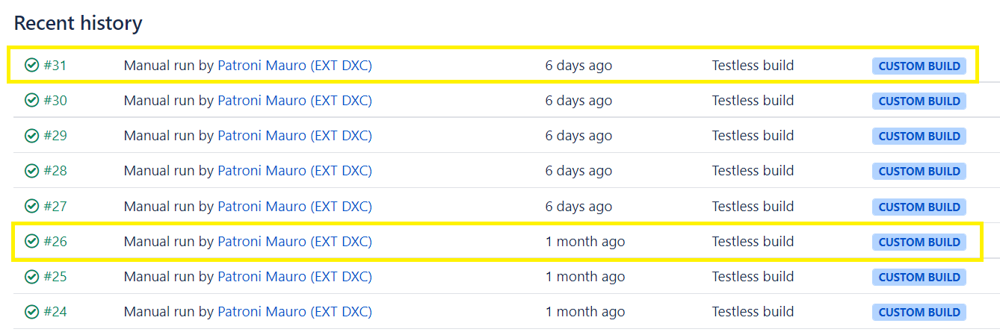 Recent history
#31 Manual run by Patroni Mauro (EXT DXC) 6 days ago Testless build CUSTOM BUILD
#30 Manual run by Patroni Mauro (EXT DXC) 6 days ago Testless build CUSTOM BUILD
#29 Manual run by Patroni Mauro (EXT DXC) 6 days ago Testless build CUSTOM BUILD
#28 Manual run by Patroni Mauro (EXT DXC) 6 days ago Testless build CUSTOM BUILD
#27 Manual run by Patroni Mauro (EXT DXC) 6 days ago Testless build CUSTOM BUILD
#26 Manual run by Patroni Mauro (EXT DXC) 1 month ago Testless build CUSTOM BUILD
#25 Manual run by Patroni Mauro (EXT DXC) 1 month ago Testless build CUSTOM BUILD
#24 Manual run by Patroni Mauro (EXT DXC) 1 month ago Testless build CUSTOM BUILD